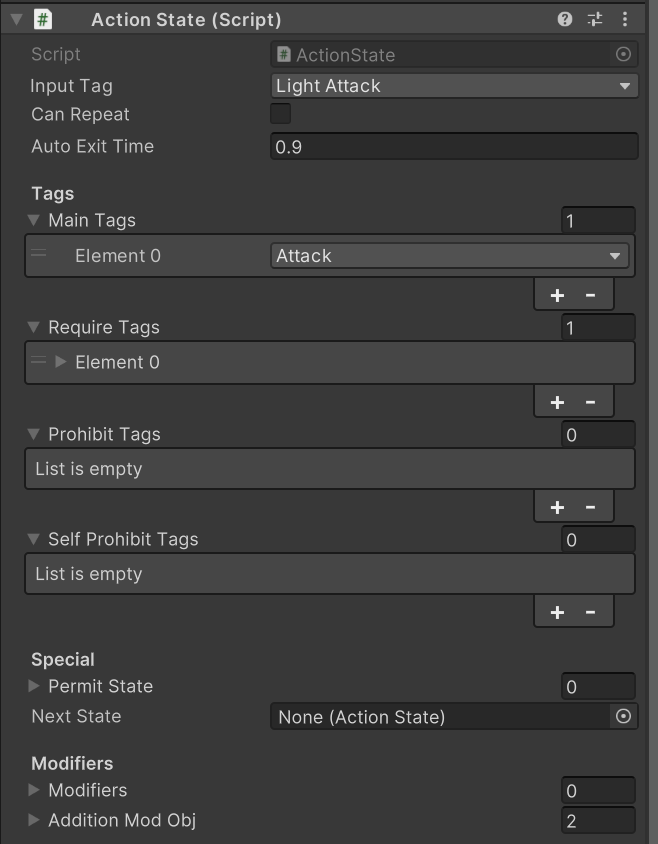 # Action State (Script)
Script # ActionState
Input Tag Light Attack
Can Repeat
Auto Exit Time 0.9
Tags
Main Tags 1
Element 0 Attack
+ -
Require Tags 1
Element 0
+ -
Prohibit Tags 0
List is empty
+ -
Self Prohibit Tags 0
List is empty
+ -
Special
Permit State 0
Next State None (Action State)
Modifiers
Modifiers 0
Addition Mod Obj 2